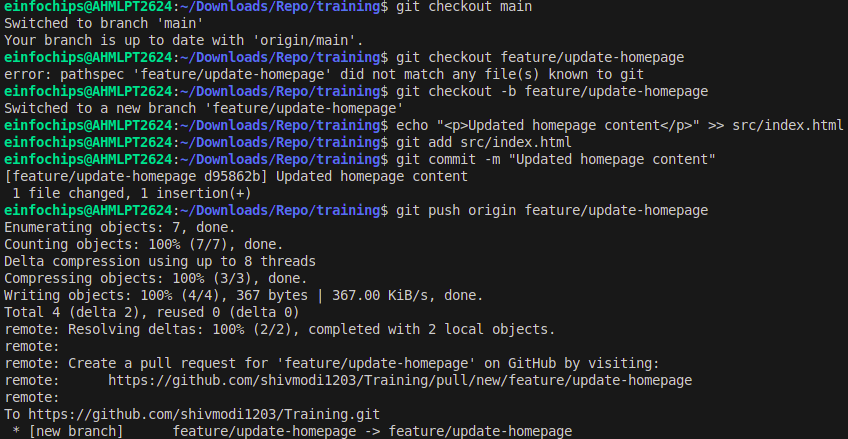 einfochips@AHMLPT2624:~/Downloads/Repo/training$ git checkout main
Switched to branch 'main'
Your branch is up to date with 'origin/main'.
einfochips@AHMLPT2624:~/Downloads/Repo/training$ git checkout feature/update-homepage
error: pathspec 'feature/update-homepage' did not match any file(s) known to git
einfochips@AHMLPT2624:~/Downloads/Repo/training$ git checkout -b feature/update-homepage
Switched to a new branch 'feature/update-homepage'
einfochips@AHMLPT2624:~/Downloads/Repo/training$ echo "<p>Updated homepage content</p>" >> src/index.html
einfochips@AHMLPT2624:~/Downloads/Repo/training$ git add src/index.html
einfochips@AHMLPT2624:~/Downloads/Repo/training$ git commit -m "Updated homepage content"
[feature/update-homepage d95862b] Updated homepage content
 1 file changed, 1 insertion(+)
einfochips@AHMLPT2624:~/Downloads/Repo/training$ git push origin feature/update-homepage
Enumerating objects: 7, done.
Counting objects: 100% (7/7), done.
Delta compression using up to 8 threads
Compressing objects: 100% (3/3), done.
Writing objects: 100% (4/4), 367 bytes | 367.00 KiB/s, done.
Total 4 (delta 2), reused 0 (delta 0)
remote: Resolving deltas: 100% (2/2), completed with 2 local objects.
remote:
remote: Create a pull request for 'feature/update-homepage' on GitHub by visiting:
remote:      https://github.com/shivmodi1203/Training/pull/new/feature/update-homepage
remote:
To https://github.com/shivmodi1203/Training.git
 * [new branch]      feature/update-homepage -> feature/update-homepage